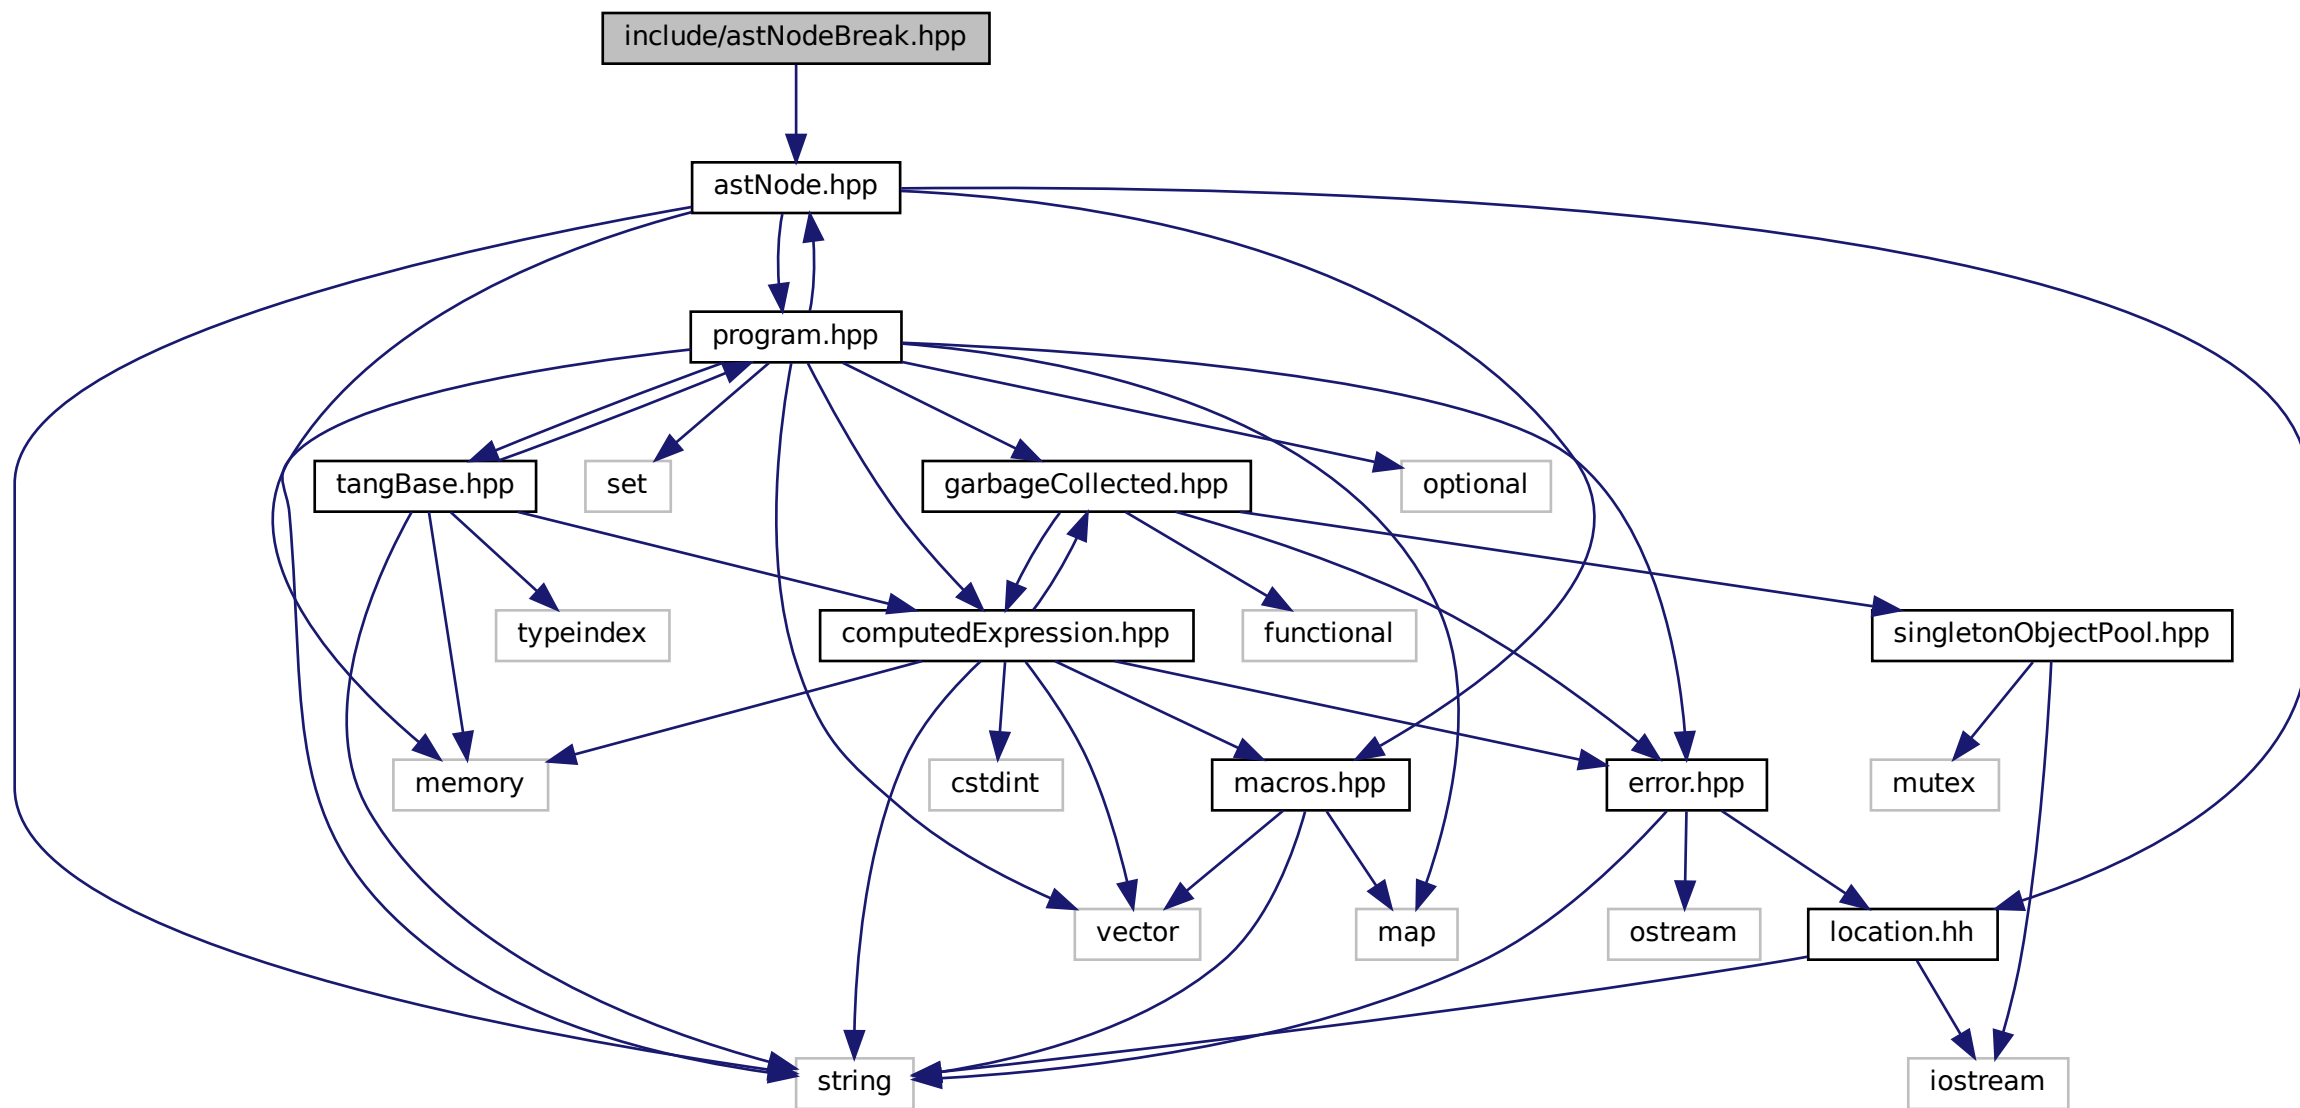 include/astNodeBreak.hpp
astNode.hpp
program.hpp
tangBase.hpp
set
garbageCollected.hpp
optional
typeindex
computedExpression.hpp
functional
singletonObjectPool.hpp
memory
cstdint
macros.hpp
error.hpp
mutex
vector
map
ostream
location.hh
string
iostream